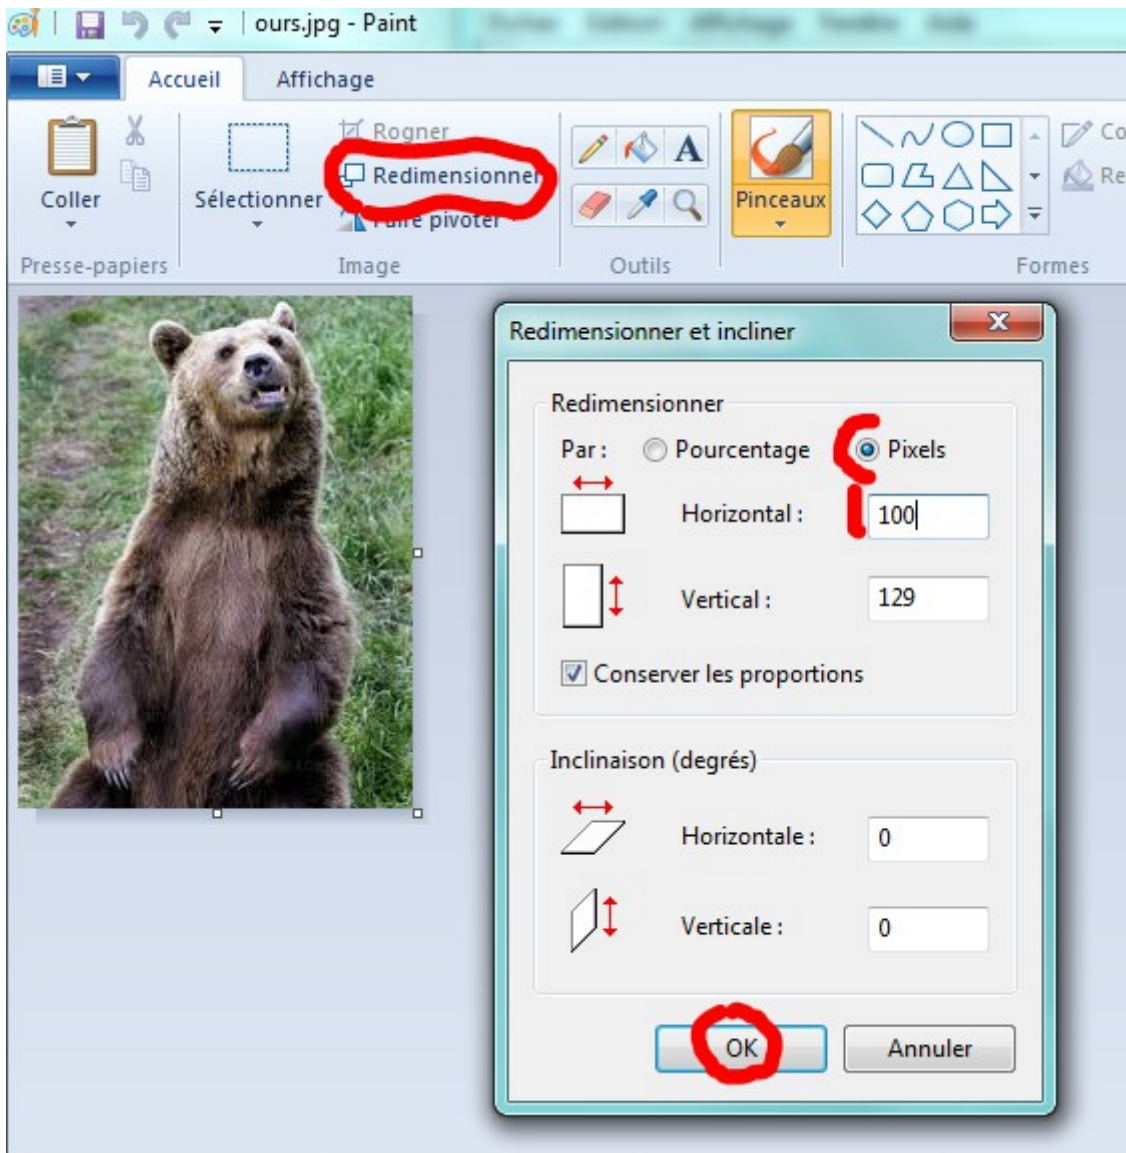 ours.jpg - Paint
Accueil Affichage
Rogner
Redimensionner
Faire pivoter
Coller
Sélectionner
Pinceaux
Co
Re
Presse-papiers Image Outils Formes
Redimensionner et incliner
Redimensionner
Par : Pourcentage Pixels
Horizontal : 100
Vertical : 129
Conserver les proportions
Inclinaison (degrés)
Horizontale : 0
Verticale : 0
OK Annuler